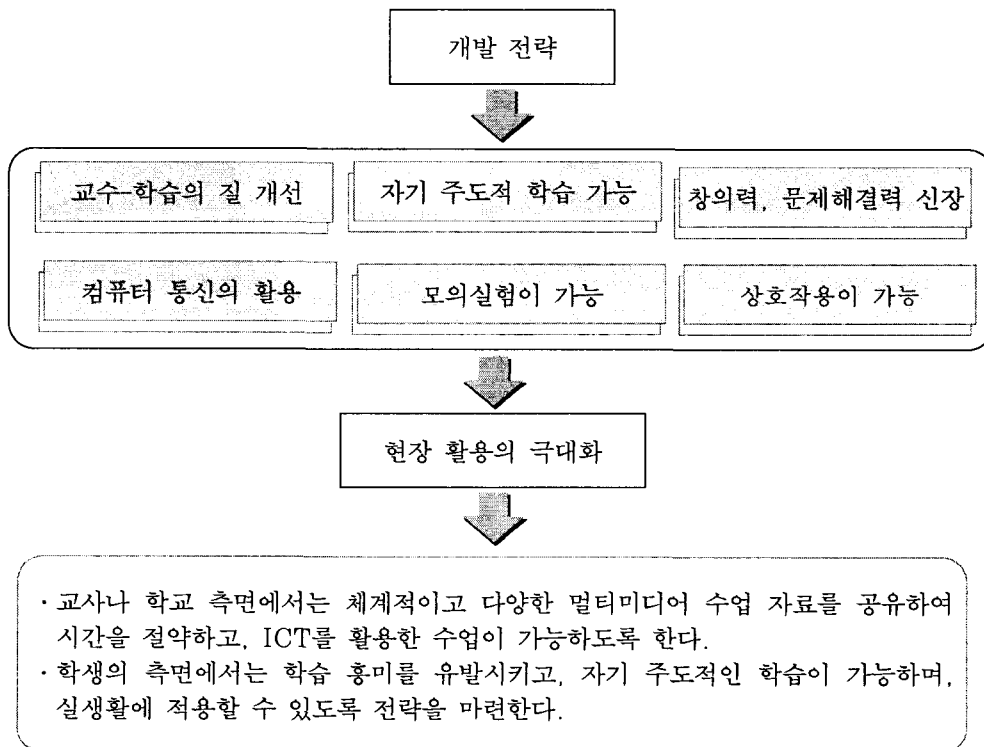 개발 전략
교수-학습의 질 개선
자기 주도적 학습 가능
창의력, 문제해결력 신장
컴퓨터 통신의 활용
모의실험이 가능
상호작용이 가능
현장 활용의 극대화
· 교사나 학교 측면에서는 체계적이고 다양한 멀티미디어 수업 자료를 공유하여
시간을 절약하고, ICT를 활용한 수업이 가능하도록 한다.
· 학생의 측면에서는 학습 흥미를 유발시키고, 자기 주도적인 학습이 가능하며,
실생활에 적용할 수 있도록 전략을 마련한다.